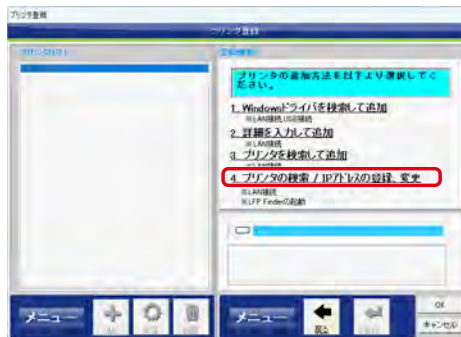 プリンタ登録
プリンタ登録
プリンタリスト
プリンタの追加方法を以下より選択してく
ださい。
1. Windowsドライバを検索して追加
※LAN接続,USB接続
2. 詳細を入力して追加
※LAN接続
3. プリンタを検索して追加
※LAN接続
4. プリンタの検索 / IPアドレスの登録、変更
※LAN接続
※LFP Finderの起動
メニュー
メニュー
戻る
OK
キャンセル